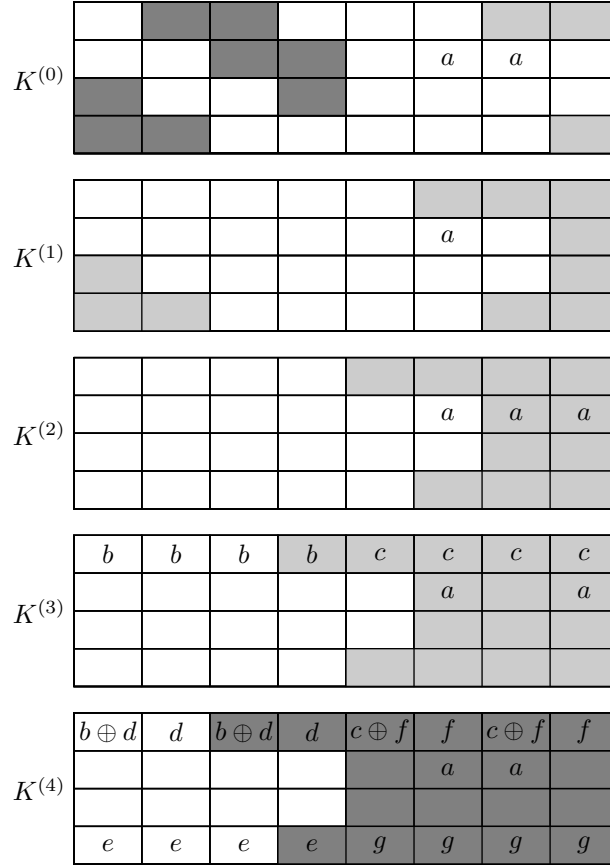 a a
K^{(0)}
a
K^{(1)}
a a a
K^{(2)}
b b b b c c c c
a a
K^{(3)}
b ⊕ d d b ⊕ d d c ⊕ f f c ⊕ f f
a a
K^{(4)}
e e e e g g g g